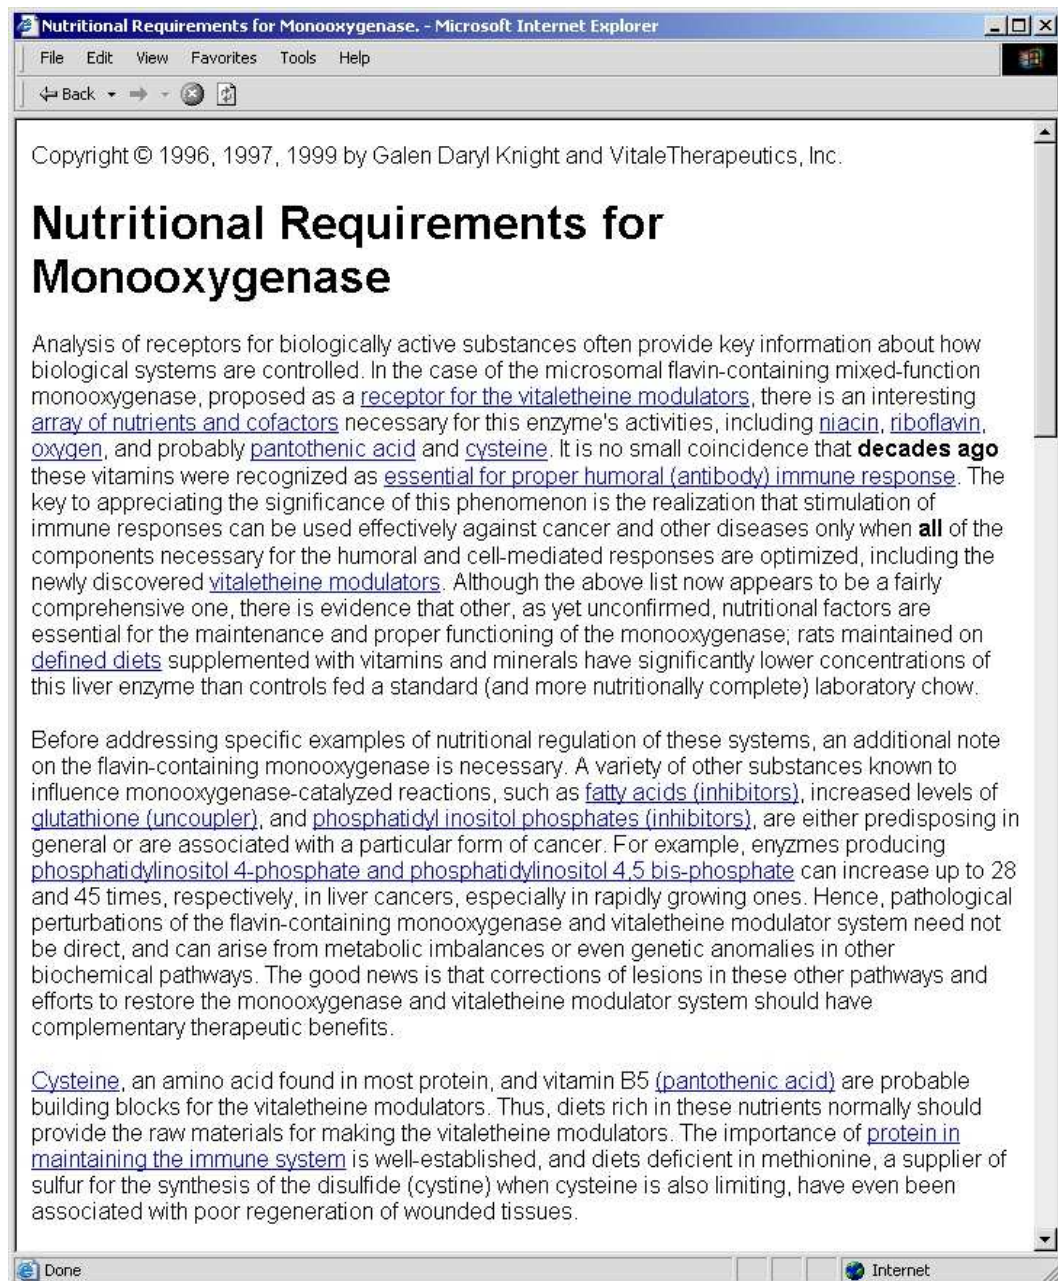 Nutritional Requirements for Monooxygenase. - Microsoft Internet Explorer
File Edit View Favorites Tools Help
Back
Copyright © 1996, 1997, 1999 by Galen Daryl Knight and VitaleTherapeutics, Inc.
Nutritional Requirements for
Monooxygenase
Analysis of receptors for biologically active substances often provide key information about how
biological systems are controlled. In the case of the microsomal flavin-containing mixed-function
monooxygenase, proposed as a receptor for the vitaletheine modulators, there is an interesting
array of nutrients and cofactors necessary for this enzyme's activities, including niacin, riboflavin,
oxygen, and probably pantothenic acid and cysteine. It is no small coincidence that decades ago
these vitamins were recognized as essential for proper humoral (antibody) immune response. The
key to appreciating the significance of this phenomenon is the realization that stimulation of
immune responses can be used effectively against cancer and other diseases only when all of the
components necessary for the humoral and cell-mediated responses are optimized, including the
newly discovered vitaletheine modulators. Although the above list now appears to be a fairly
comprehensive one, there is evidence that other, as yet unconfirmed, nutritional factors are
essential for the maintenance and proper functioning of the monooxygenase; rats maintained on
defined diets supplemented with vitamins and minerals have significantly lower concentrations of
this liver enzyme than controls fed a standard (and more nutritionally complete) laboratory chow.
Before addressing specific examples of nutritional regulation of these systems, an additional note
on the flavin-containing monooxygenase is necessary. A variety of other substances known to
influence monooxygenase-catalyzed reactions, such as fatty acids (inhibitors), increased levels of
glutathione (uncoupler), and phosphatidyl inositol phosphates (inhibitors), are either predisposing in
general or are associated with a particular form of cancer. For example, enyzmes producing
phosphatidylinositol 4-phosphate and phosphatidylinositol 4,5 bis-phosphate can increase up to 28
and 45 times, respectively, in liver cancers, especially in rapidly growing ones. Hence, pathological
perturbations of the flavin-containing monooxygenase and vitaletheine modulator system need not
be direct, and can arise from metabolic imbalances or even genetic anomalies in other
biochemical pathways. The good news is that corrections of lesions in these other pathways and
efforts to restore the monooxygenase and vitaletheine modulator system should have
complementary therapeutic benefits.
Cysteine, an amino acid found in most protein, and vitamin B5 (pantothenic acid) are probable
building blocks for the vitaletheine modulators. Thus, diets rich in these nutrients normally should
provide the raw materials for making the vitaletheine modulators. The importance of protein in
maintaining the immune system is well-established, and diets deficient in methionine, a supplier of
sulfur for the synthesis of the disulfide (cystine) when cysteine is also limiting, have even been
associated with poor regeneration of wounded tissues.
Done Internet